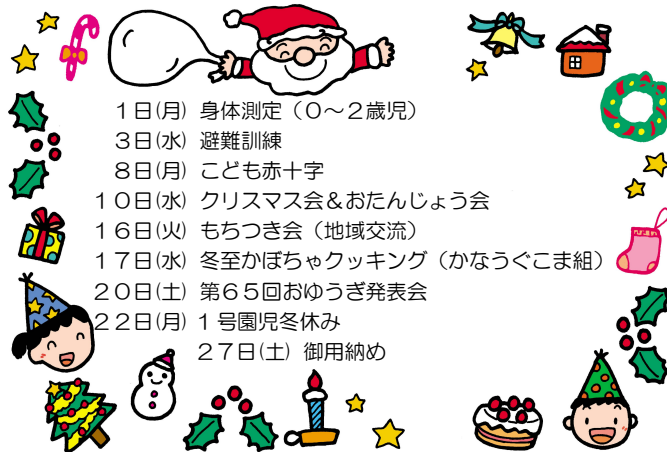 １日(月) 身体測定（０～２歳児）
３日(水) 避難訓練
８日(月) こども赤十字
１０日(水) クリスマス会＆おたんじょう会
１６日(火) もちつき会（地域交流）
１７日(水) 冬至かぼちゃクッキング（かなうぐこま組）
２０日(土) 第６５回おゆうぎ発表会
２２日(月) １号園児冬休み
２７日(土) 御用納め